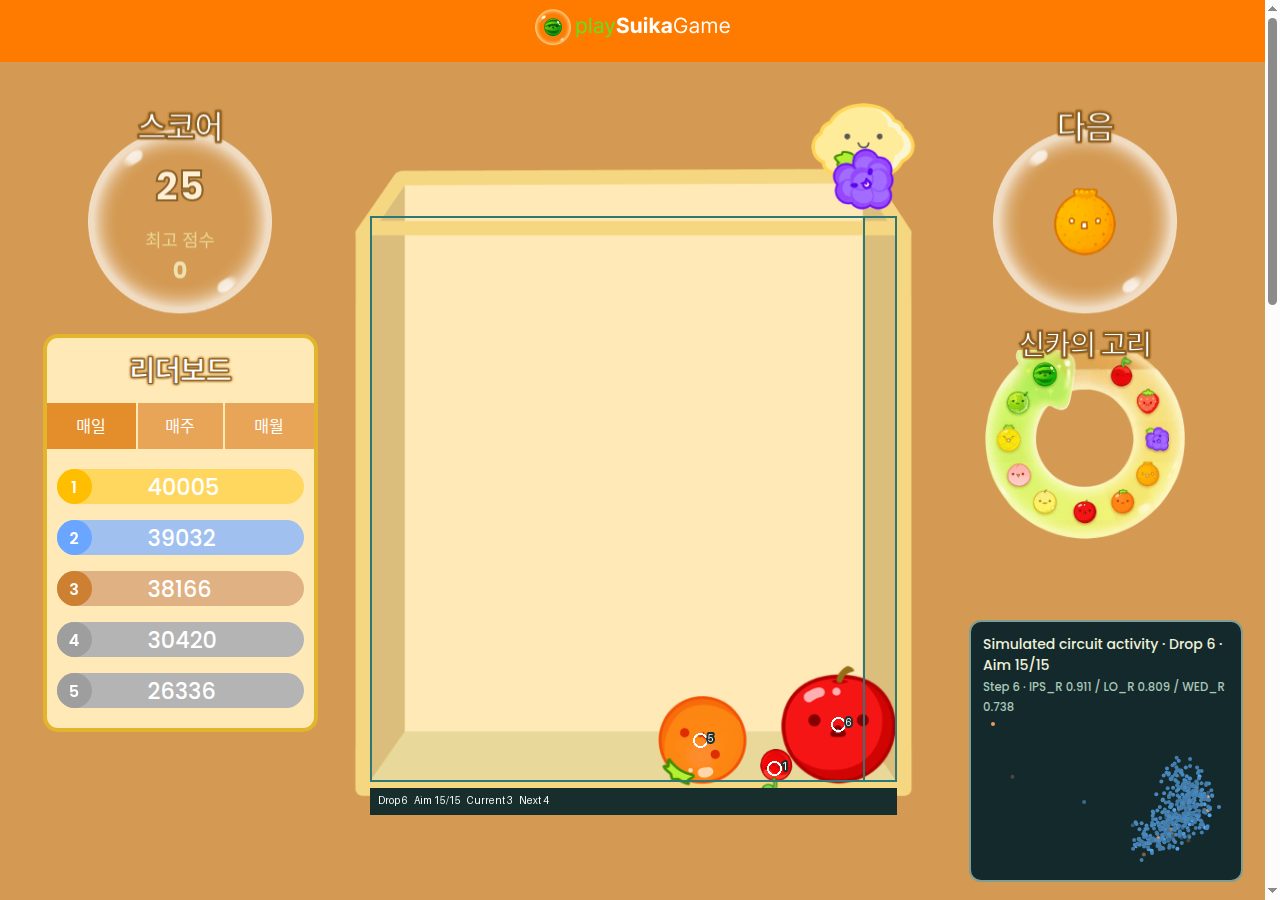 playSuikaGame
스코어
25
최고 점수
0
다음
리더보드
매일 매주 매월
1 40005
2 39032
3 38166
4 30420
5 26336
신카의 고리
5
1
6
Drop6 Aim 15/15 Current 3 Next 4
Simulated circuit activity · Drop 6 ·
Aim 15/15
Step 6 · IPS_R 0.911 / LO_R 0.809 / WED_R
0.738